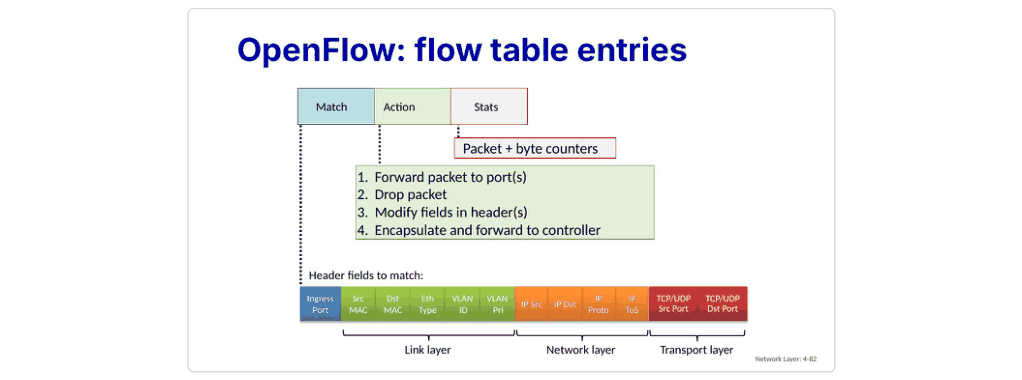 OpenFlow: flow table entries
Match Action Stats
Packet + byte counters
1. Forward packet to port(s)
2. Drop packet
3. Modify fields in header(s)
4. Encapsulate and forward to controller
Header fields to match:
Ingress Port
Src MAC
Dst MAC
Eth Type
VLAN ID
VLAN Pri
IP Src
IP Dst
IP Proto
IP ToS
TCP/UDP Src Port
TCP/UDP Dst Port
Link layer Network layer Transport layer
Network Layer: 4-82